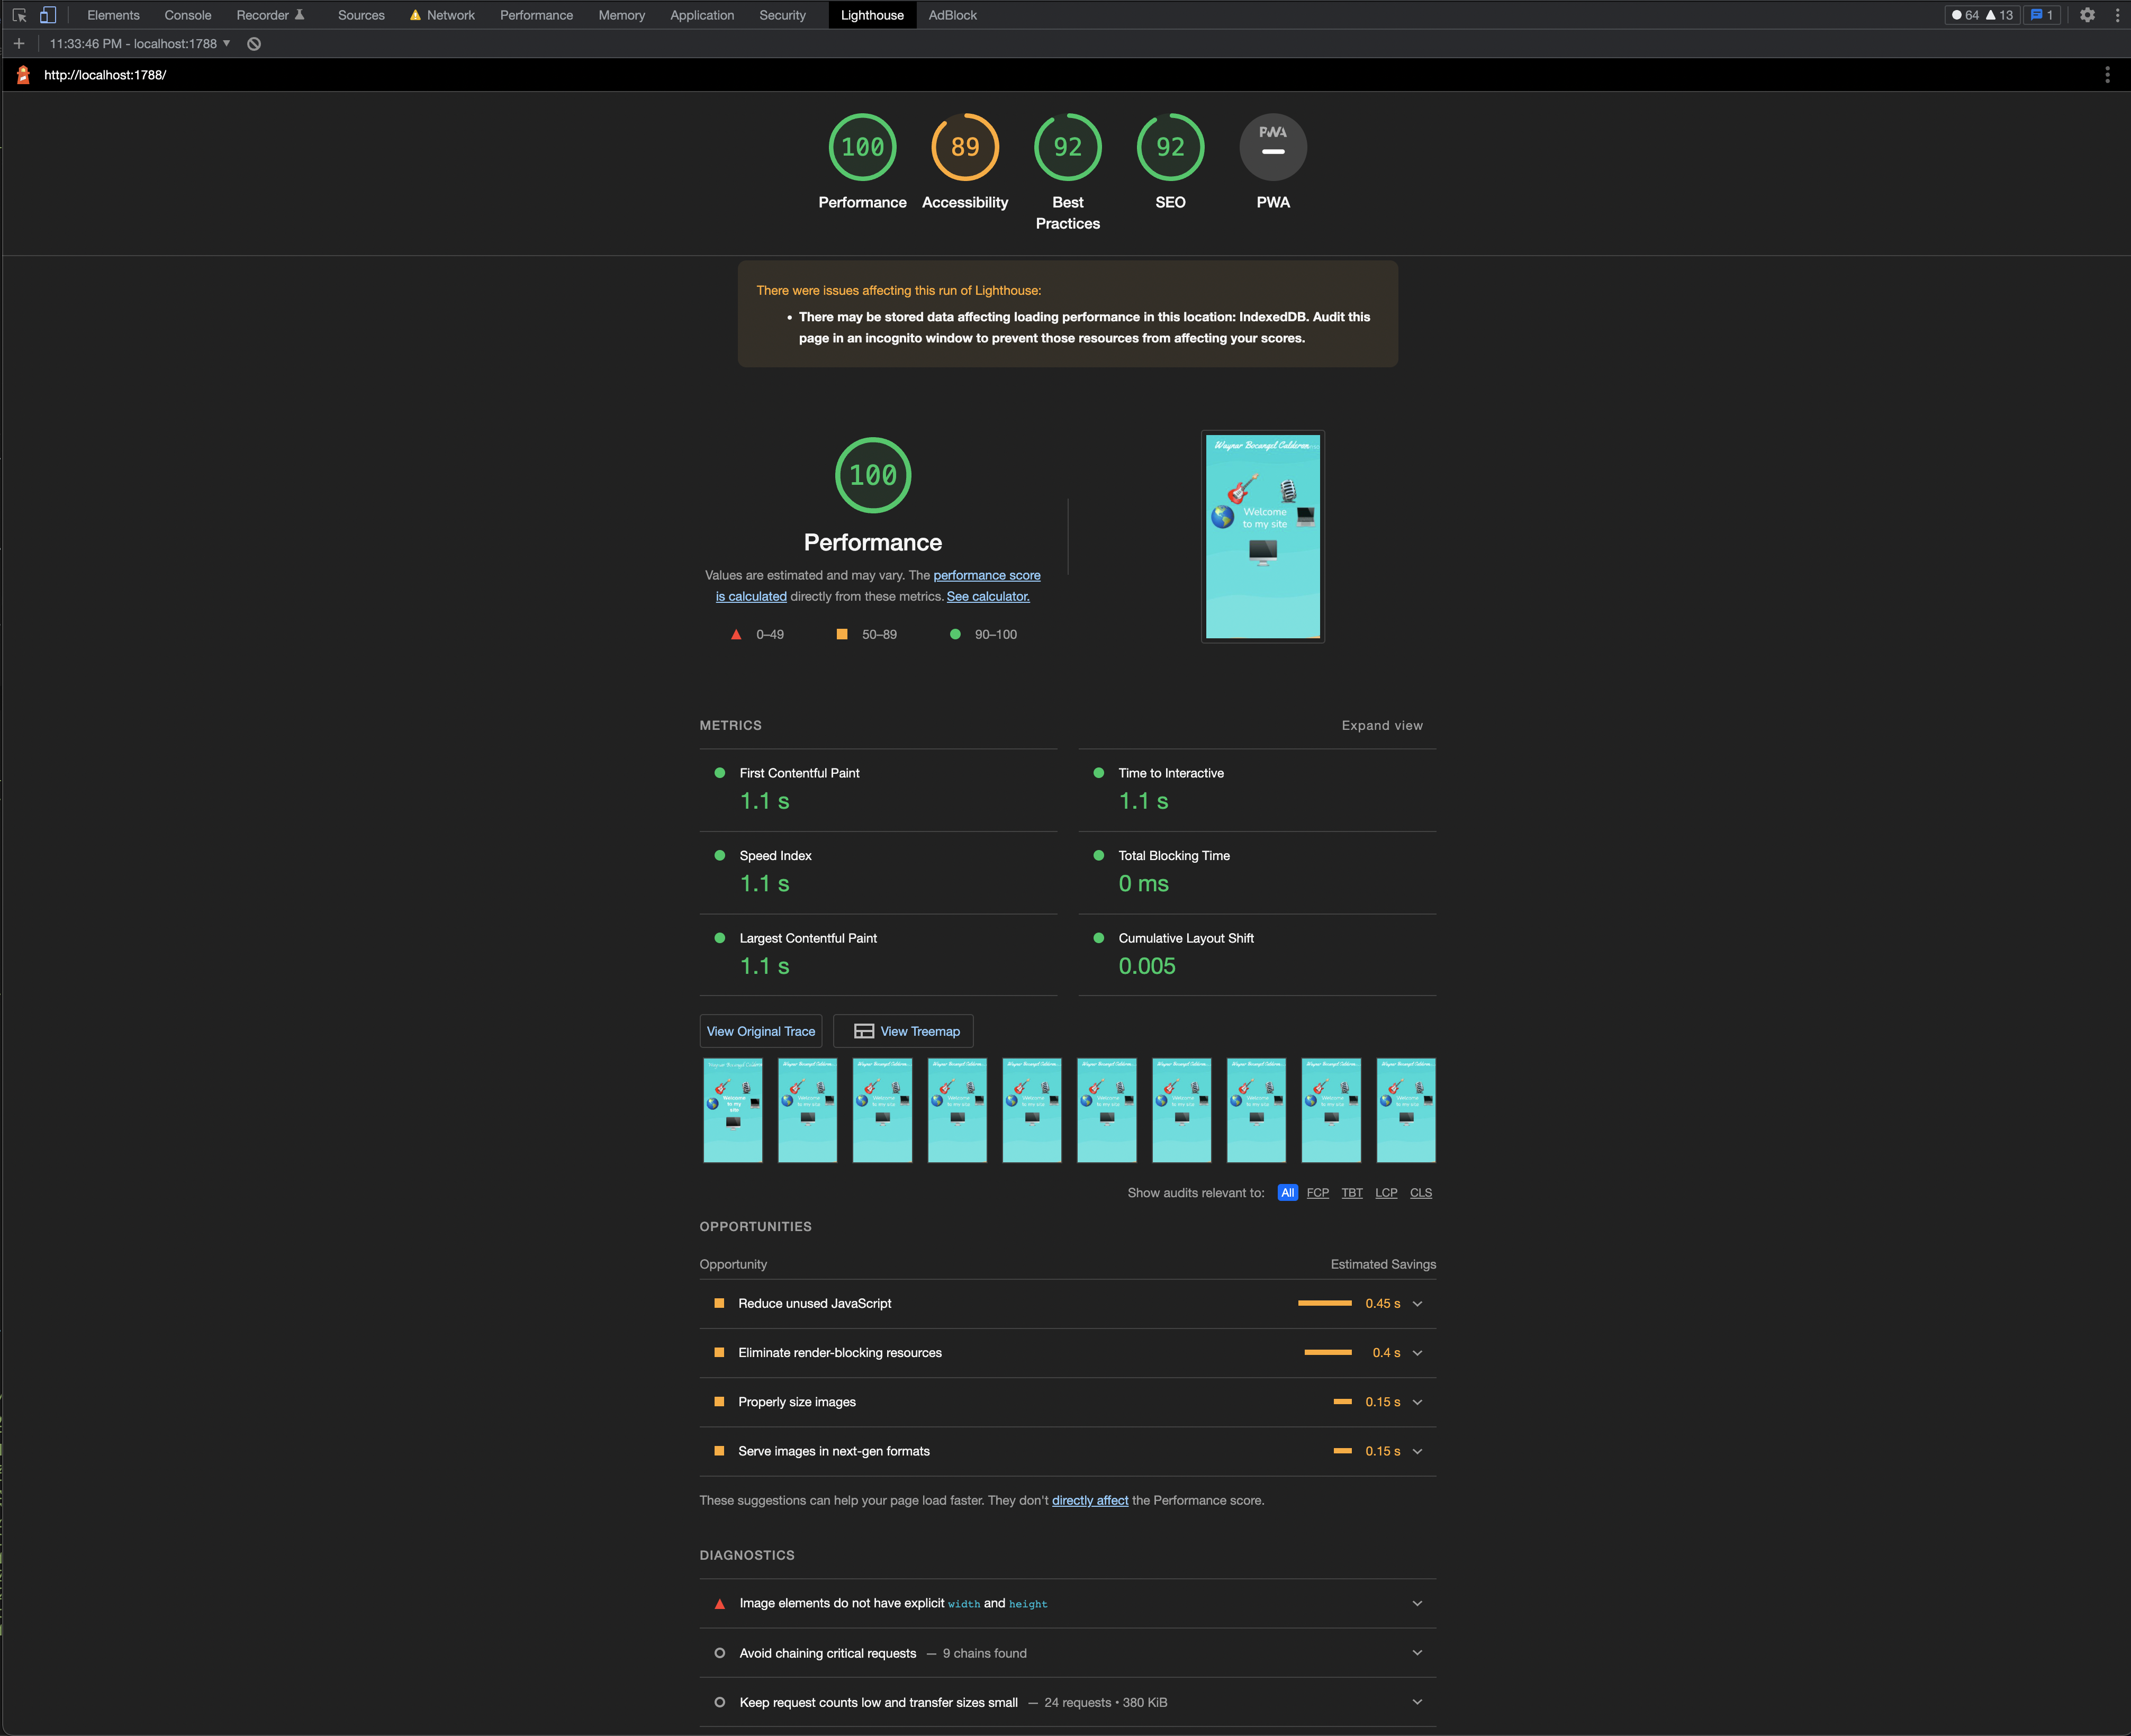 Elements Console Recorder Sources Network Performance Memory Application Security Lighthouse AdBlock 64 13 1
11:33:46 PM - localhost:1788
http://localhost:1788/
100 89 92 92 PWA
Performance Accessibility Best Practices SEO PWA
There were issues affecting this run of Lighthouse:
• There may be stored data affecting loading performance in this location: IndexedDB. Audit this
page in an incognito window to prevent those resources from affecting your scores.
100
Performance
Values are estimated and may vary. The performance score
is calculated directly from these metrics. See calculator.
0–49 50–89 90–100
Waynar Bocangel Calderon
Welcome
to my site
METRICS Expand view
First Contentful Paint
1.1 s
Time to Interactive
1.1 s
Speed Index
1.1 s
Total Blocking Time
0 ms
Largest Contentful Paint
1.1 s
Cumulative Layout Shift
0.005
View Original Trace View Treemap
Show audits relevant to: All FCP TBT LCP CLS
OPPORTUNITIES
Opportunity Estimated Savings
Reduce unused JavaScript 0.45 s
Eliminate render-blocking resources 0.4 s
Properly size images 0.15 s
Serve images in next-gen formats 0.15 s
These suggestions can help your page load faster. They don't directly affect the Performance score.
DIAGNOSTICS
Image elements do not have explicit width and height
Avoid chaining critical requests — 9 chains found
Keep request counts low and transfer sizes small — 24 requests • 380 KiB